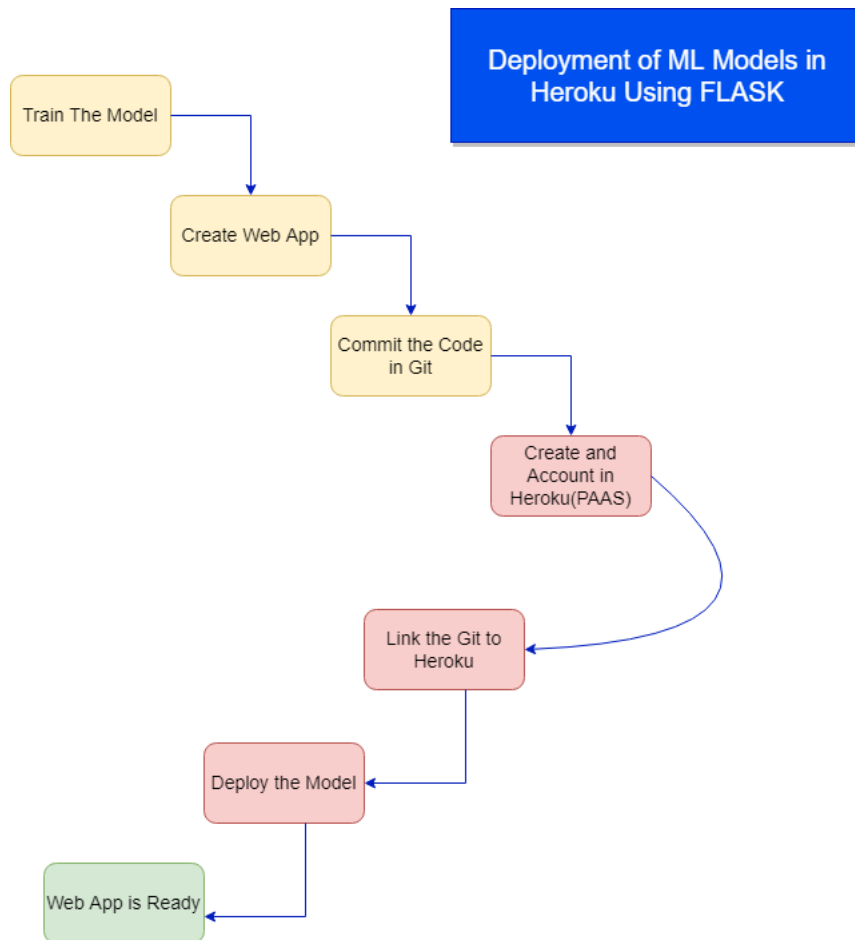 Deployment of ML Models in
Heroku Using FLASK
Train The Model
Create Web App
Commit the Code
in Git
Create and
Account in
Heroku(PAAS)
Link the Git to
Heroku
Deploy the Model
Web App is Ready